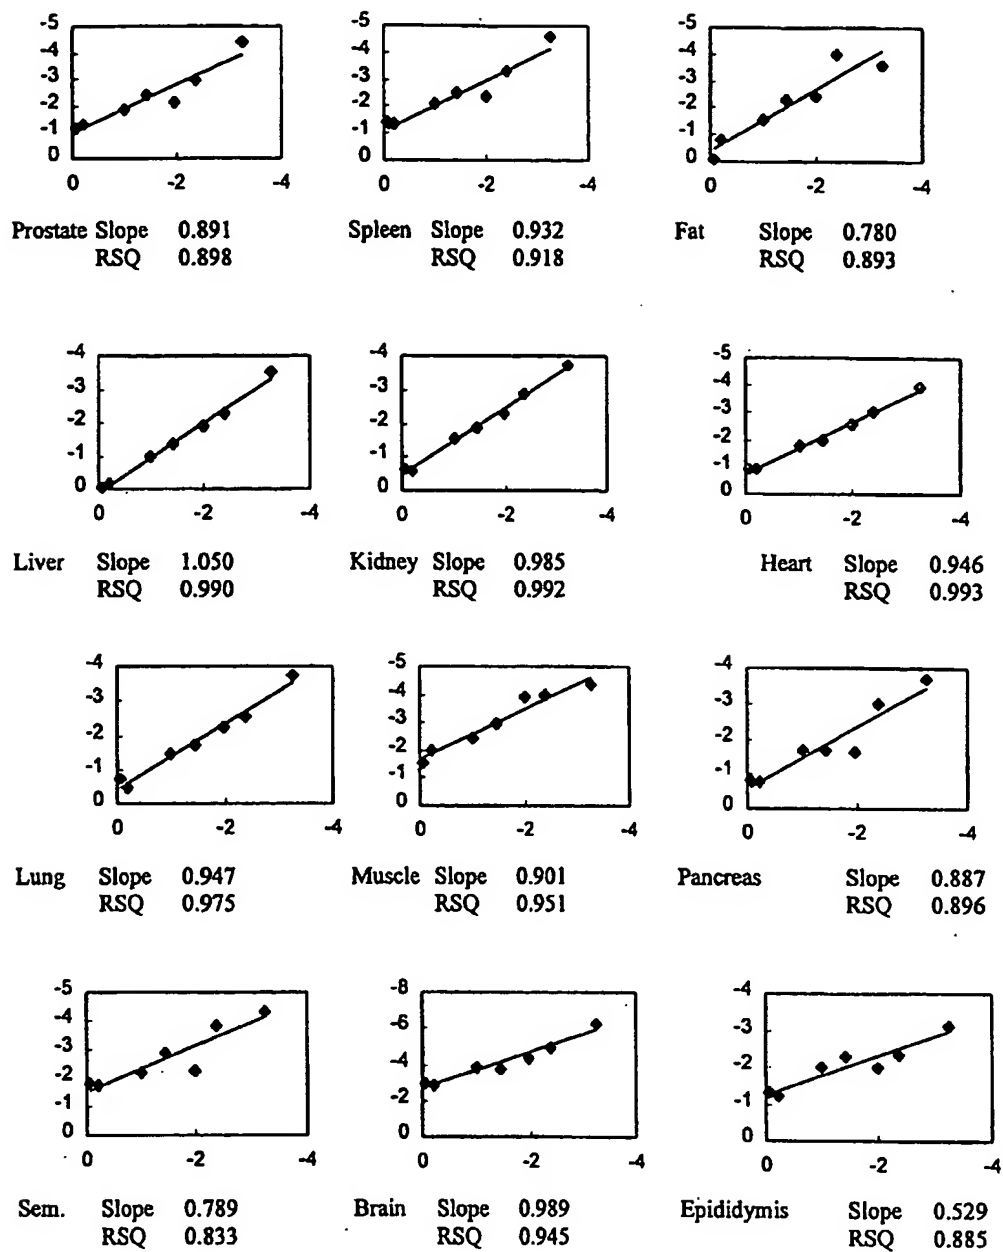 -5
-4
-3
-2
-1
0
0 -2 -4
Prostate Slope 0.891
RSQ 0.898
-5
-4
-3
-2
-1
0
0 -2 -4
Spleen Slope 0.932
RSQ 0.918
-5
-4
-3
-2
-1
0
0 -2 -4
Fat Slope 0.780
RSQ 0.893
-4
-3
-2
-1
0
0 -2 -4
Liver Slope 1.050
RSQ 0.990
-4
-3
-2
-1
0
0 -2 -4
Kidney Slope 0.985
RSQ 0.992
-5
-4
-3
-2
-1
0
0 -2 -4
Heart Slope 0.946
RSQ 0.993
-4
-3
-2
-1
0
0 -2 -4
Lung Slope 0.947
RSQ 0.975
-5
-4
-3
-2
-1
0
0 -2 -4
Muscle Slope 0.901
RSQ 0.951
-4
-3
-2
-1
0
0 -2 -4
Pancreas Slope 0.887
RSQ 0.896
-5
-4
-3
-2
-1
0
0 -2 -4
Sem. Slope 0.789
RSQ 0.833
-8
-6
-4
-2
0
0 -2 -4
Brain Slope 0.989
RSQ 0.945
-4
-3
-2
-1
0
0 -2 -4
Epididymis Slope 0.529
RSQ 0.885